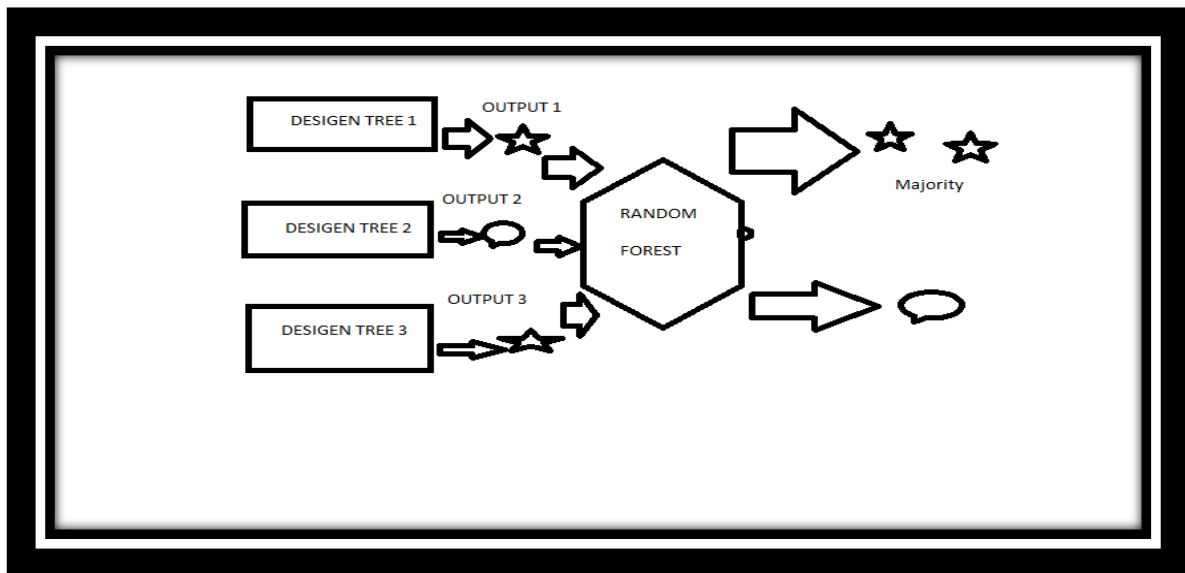 DESIGEN TREE 1
OUTPUT 1
DESIGEN TREE 2
OUTPUT 2
DESIGEN TREE 3
OUTPUT 3
RANDOM
FOREST
Majority